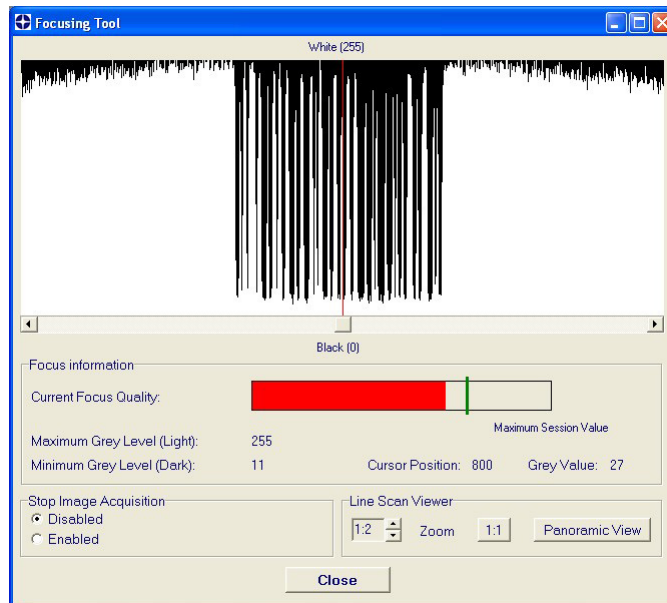 Focusing Tool
White (255)
Black (0)
Focus information
Current Focus Quality:
Maximum Session Value
Maximum Grey Level (Light): 255
Minimum Grey Level (Dark): 11 Cursor Position: 800 Grey Value: 27
Stop Image Acquisition
Disabled
Enabled
Line Scan Viewer
1:2 Zoom 1:1 Panoramic View
Close